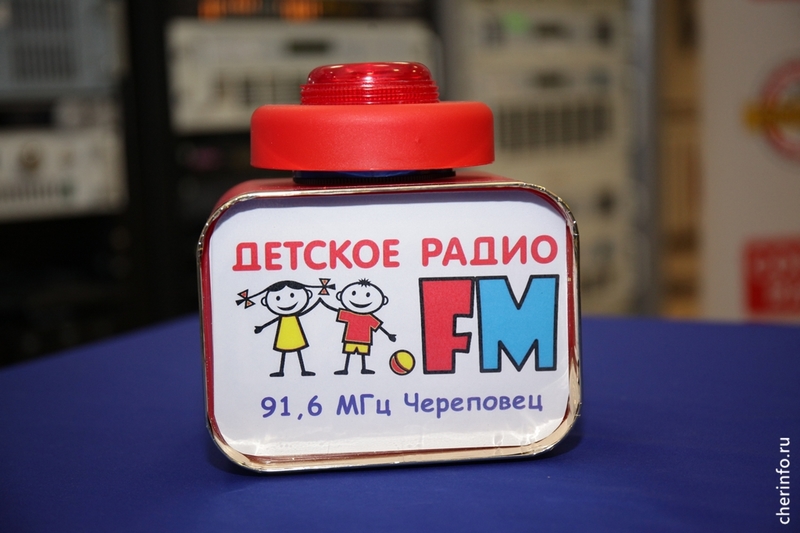 ДЕТСКОЕ РАДИО
.FM
91,6 МГц Череповец
cherinfo.ru